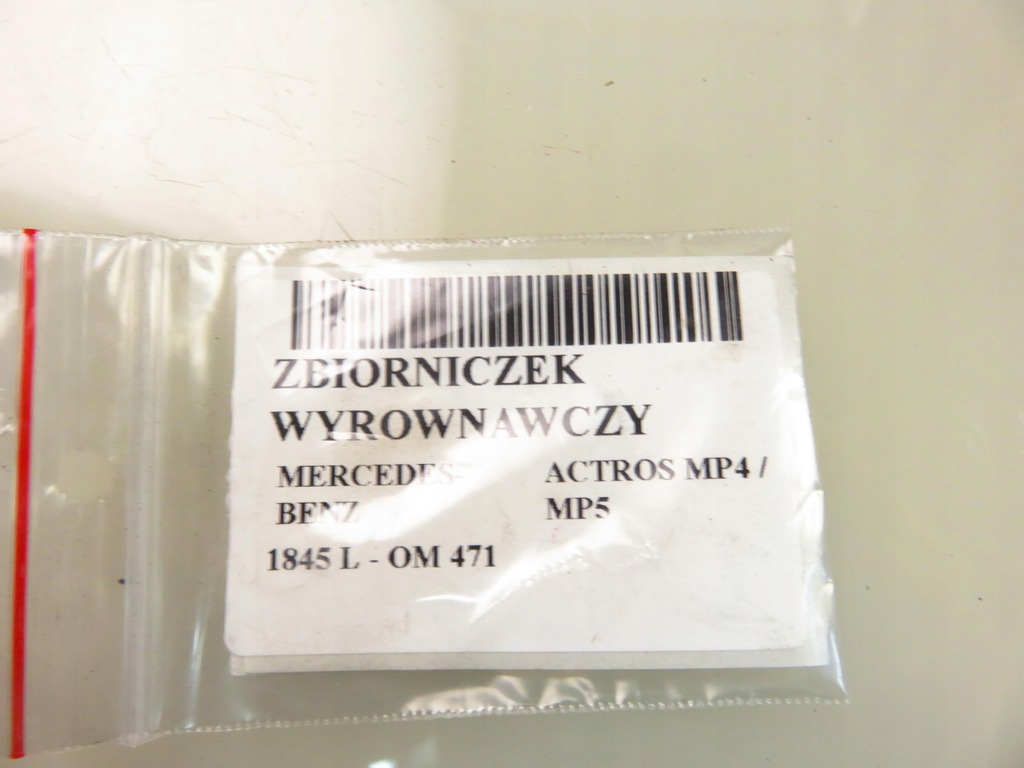 ZBIORNICZEK
WYROWNAWCZY
MERCEDES- ACTROS MP4 /
BENZ MP5
1845 L - OM 471